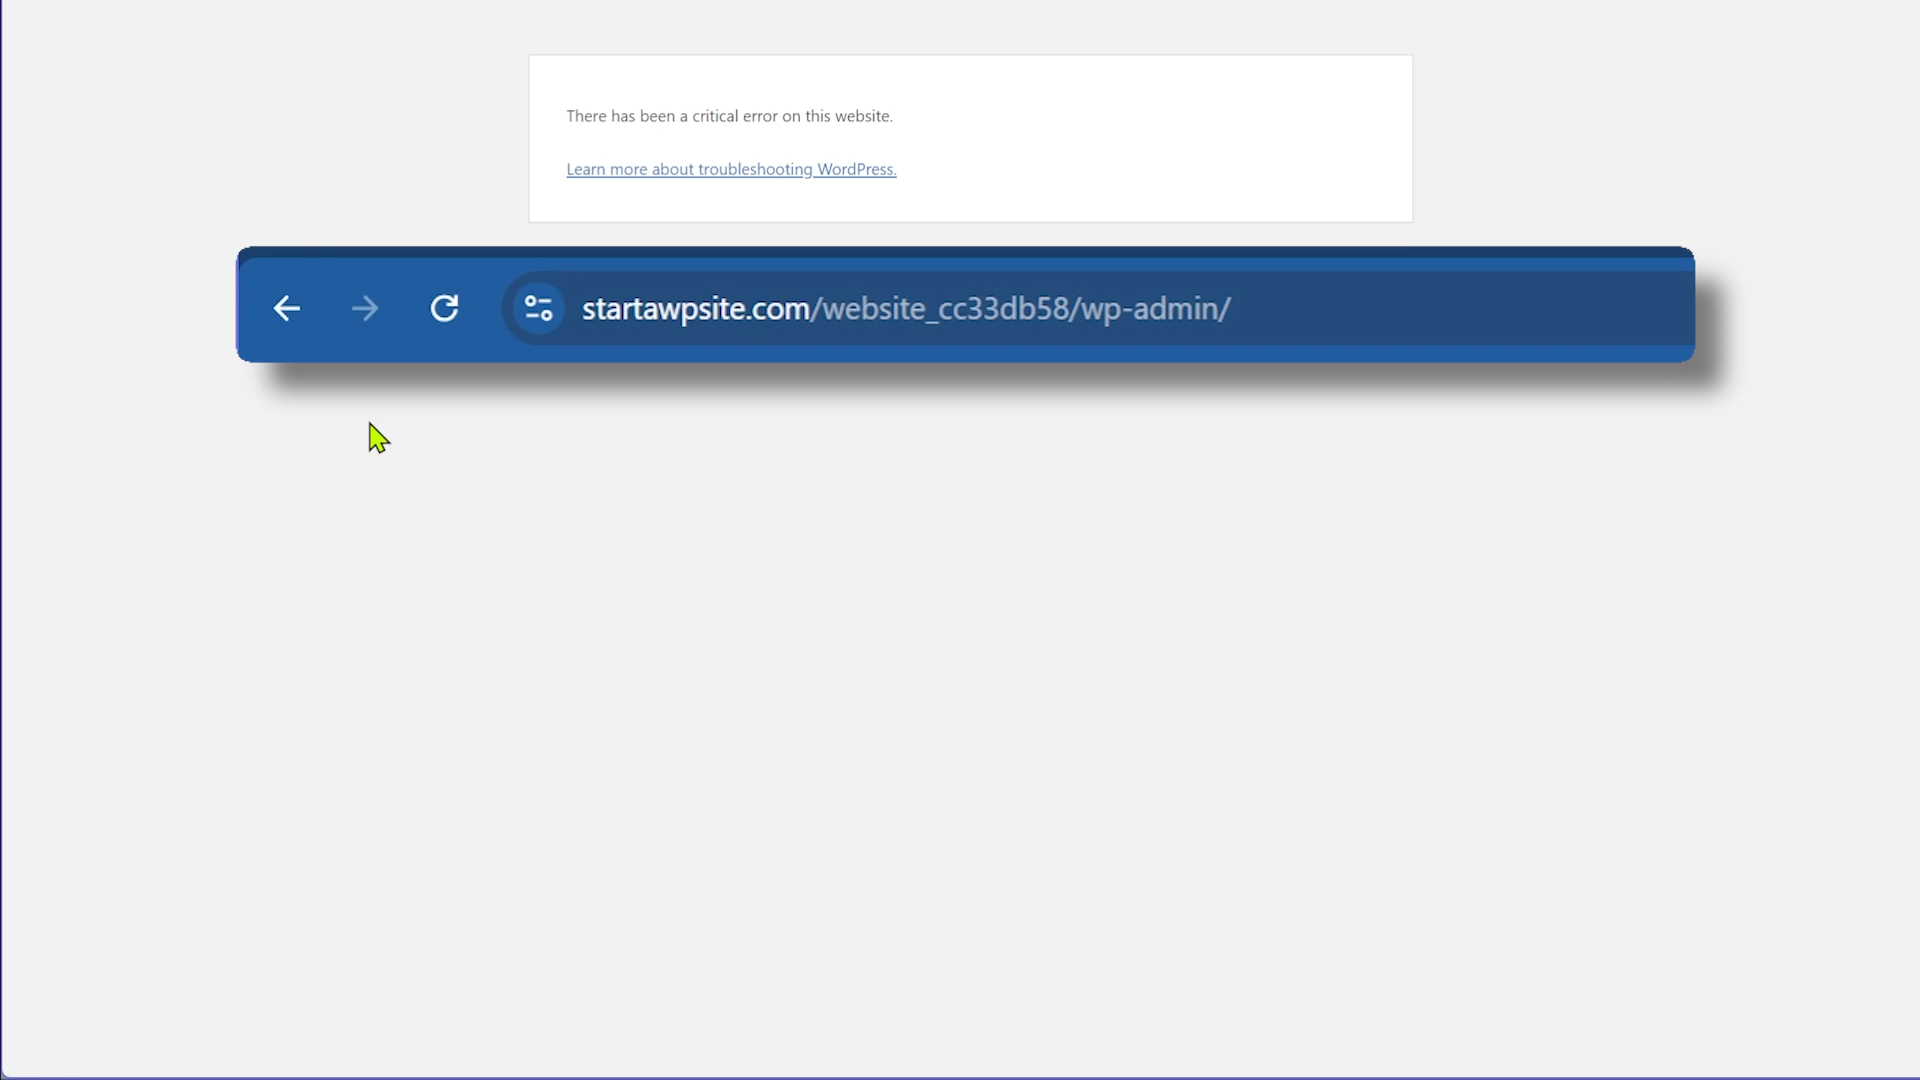 There has been a critical error on this website.
Learn more about troubleshooting WordPress.
startawpsite.com/website_cc33db58/wp-admin/